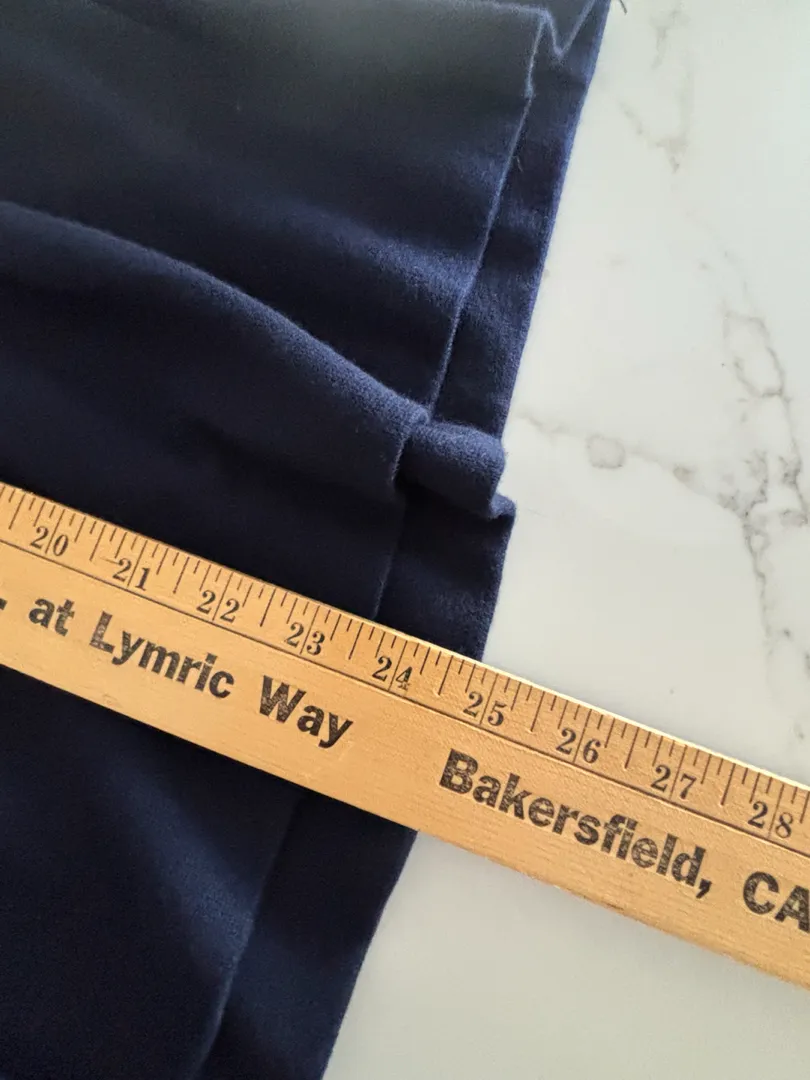 20 21 22 23 24 25 26 27 28
. at Lymric Way Bakersfield, CA